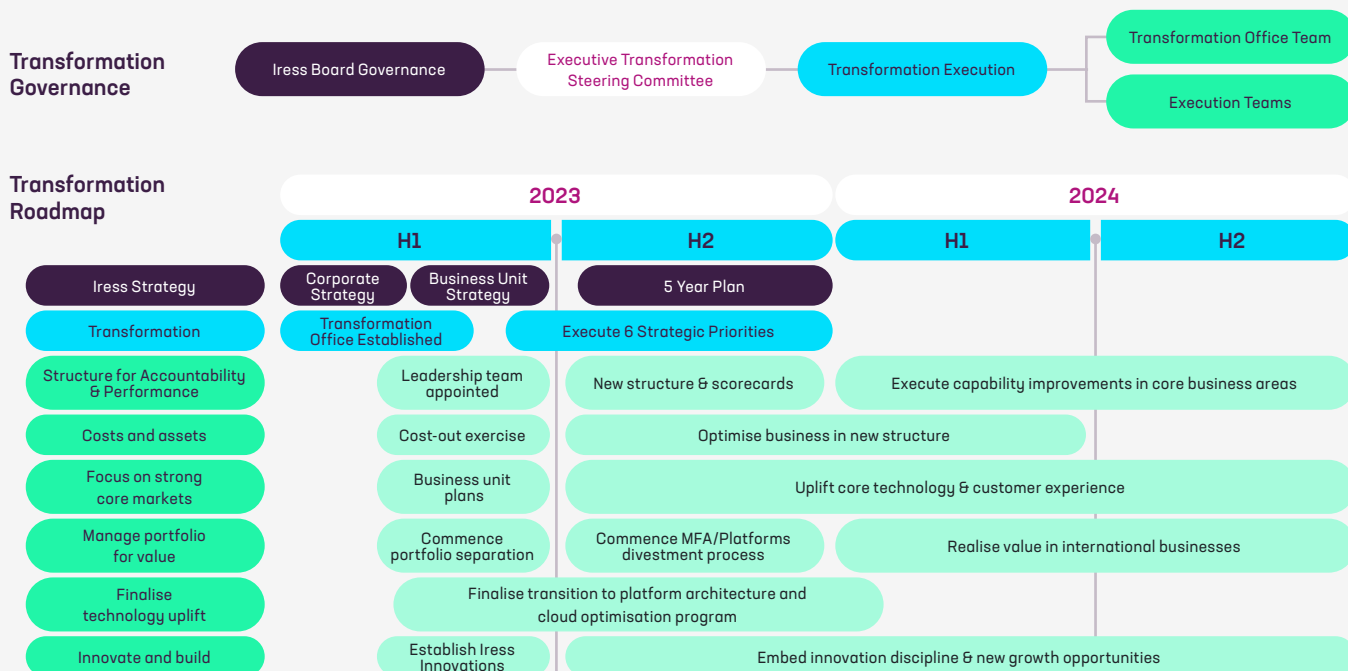 Transformation
Governance
Iress Board Governance
Executive Transformation
Steering Committee
Transformation Execution
Transformation Office Team
Execution Teams
Transformation
Roadmap
2023
2024
H1
H2
H1
H2
Iress Strategy
Corporate
Strategy
Business Unit
Strategy
5 Year Plan
Transformation
Transformation
Office Established
Execute 6 Strategic Priorities
Structure for Accountability
& Performance
Leadership team
appointed
New structure & scorecards
Execute capability improvements in core business areas
Costs and assets
Cost-out exercise
Optimise business in new structure
Focus on strong
core markets
Business unit
plans
Uplift core technology & customer experience
Manage portfolio
for value
Commence
portfolio separation
Commence MFA/Platforms
divestment process
Realise value in international businesses
Finalise
technology uplift
Finalise transition to platform architecture and
cloud optimisation program
Innovate and build
Establish Iress
Innovations
Embed innovation discipline & new growth opportunities